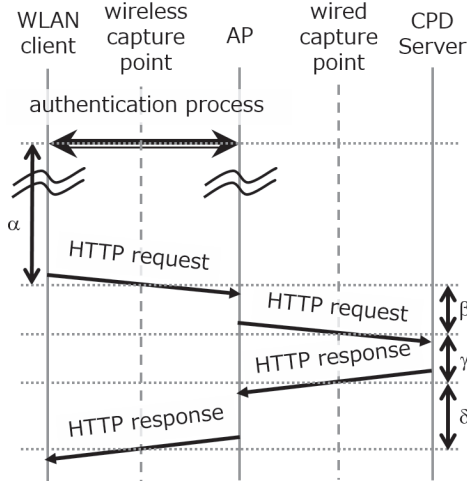 WLAN client
wireless capture point
AP
wired capture point
CPD Server
authentication process
α
HTTP request
HTTP request
β
HTTP response
γ
HTTP response
δ